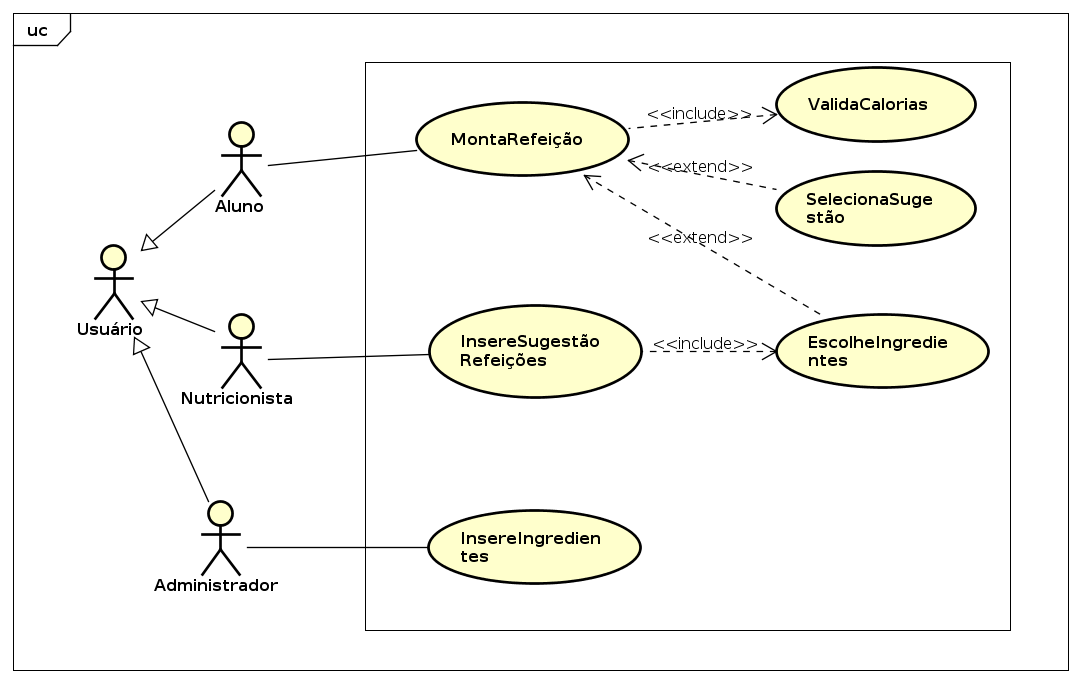 uc
ValidaCalorias
<<include>>
MontaRefeição
<<extend>>
SelecionaSuge
stão
Aluno
<<extend>>
Usuário
InsereSugestão
Refeições
<<include>>
EscolheIngredie
ntes
Nutricionista
InsereIngredien
tes
Administrador